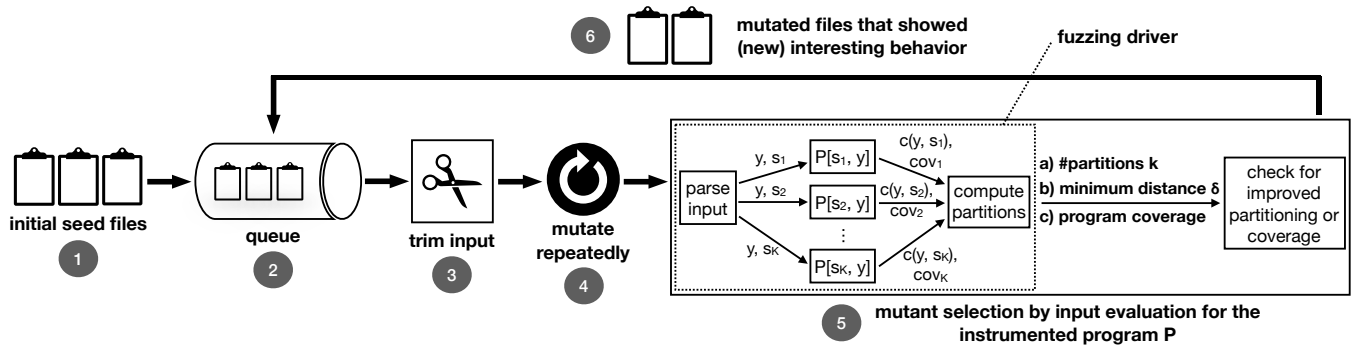 6
mutated files that showed
(new) interesting behavior
fuzzing driver
initial seed files
1
queue
2
trim input
3
mutate
repeatedly
4
parse
input
y, s1
y, s2
y, sK
P[s1, y]
P[s2, y]
⋮
P[sK, y]
c(y, s1),
cov1
c(y, s2),
cov2
c(y, sK),
covK
compute
partitions
a) #partitions k
b) minimum distance δ
c) program coverage
check for
improved
partitioning or
coverage
5
mutant selection by input evaluation for the
instrumented program P